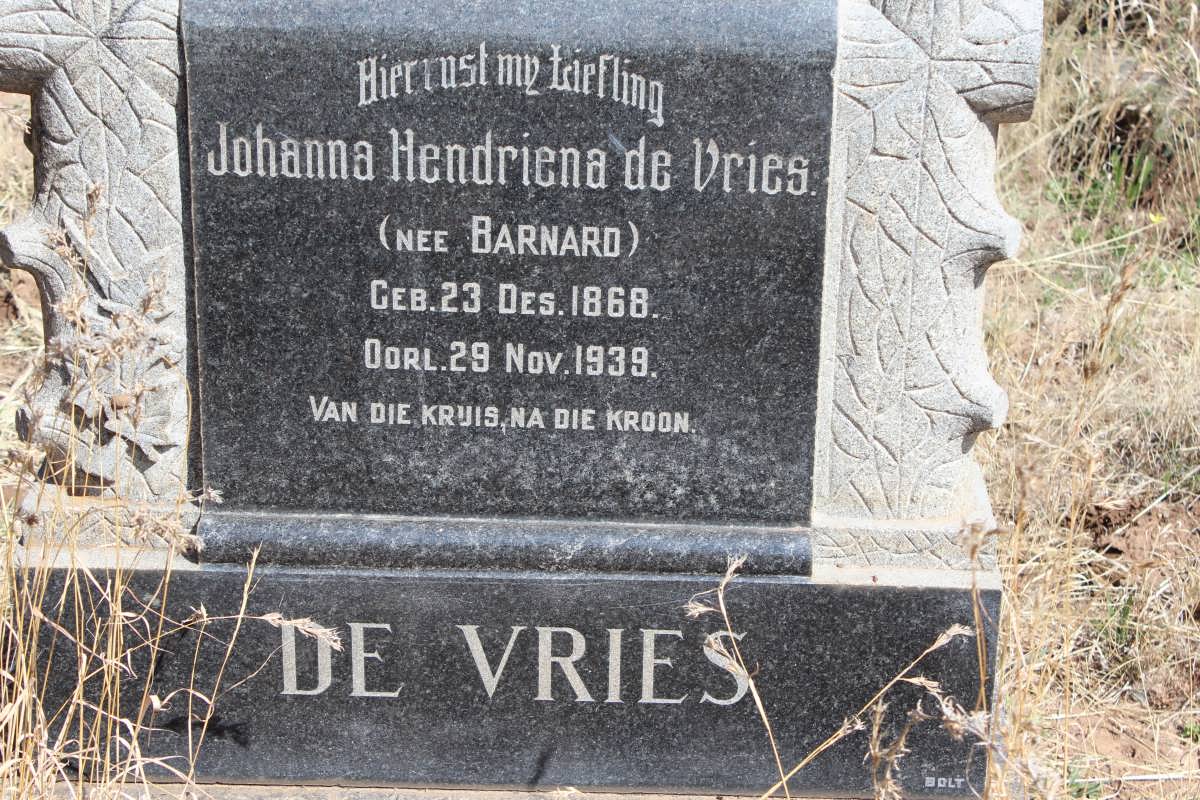 Hier rust my Liefling
Johanna Hendriena de Vries.
(NEE BARNARD)
GEB. 23 DES. 1868.
OORL. 29 NOV. 1939.
VAN DIE KRUIS, NA DIE KROON.
DE VRIES
BOLT